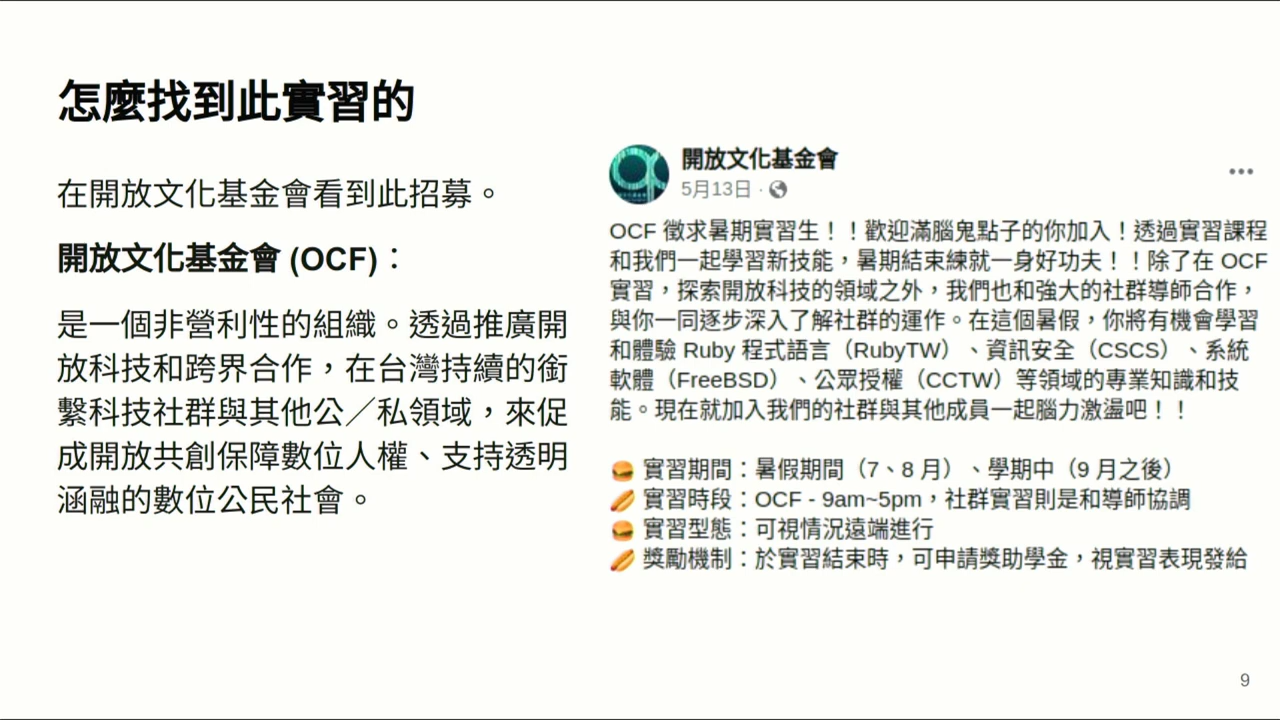 怎麼找到此實習的
在開放文化基金會看到此招募。
開放文化基金會 (OCF)：
是一個非營利性的組織。透過推廣開
放科技和跨界合作，在台灣持續的銜
繫科技社群與其他公／私領域，來促
成開放共創保障數位人權、支持透明
涵融的數位公民社會。
開放文化基金會
5月13日 ·
OCF 徵求暑期實習生！！歡迎滿腦鬼點子的你加入！透過實習課程
和我們一起學習新技能，暑期結束練就一身好功夫！！除了在 OCF
實習，探索開放科技的領域之外，我們也和強大的社群導師合作，
與你一同逐步深入了解社群的運作。在這個暑假，你將有機會學習
和體驗 Ruby 程式語言（RubyTW）、資訊安全（CSCS）、系統
軟體（FreeBSD）、公眾授權（CCTW）等領域的專業知識和技
能。現在就加入我們的社群與其他成員一起腦力激盪吧！！
🍔 實習期間：暑假期間（7、8 月）、學期中（9 月之後）
🌭 實習時段：OCF - 9am~5pm，社群實習則是和導師協調
🍔 實習型態：可視情況遠端進行
🌭 獎勵機制：於實習結束時，可申請獎助學金，視實習表現發給
9